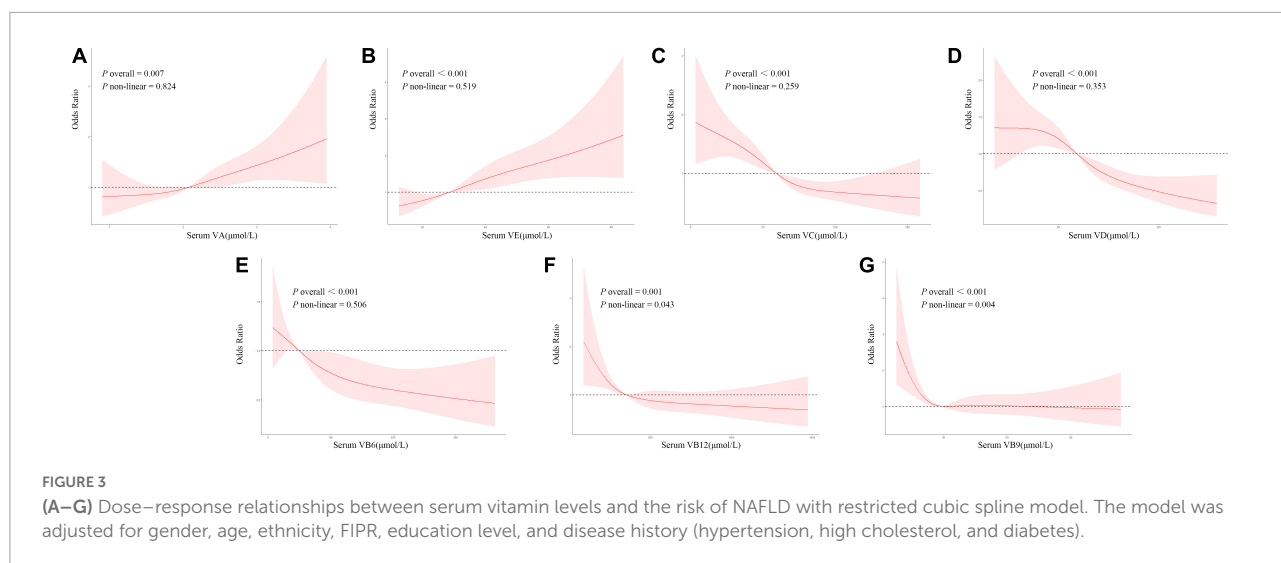 A
P overall = 0.007
P non-linear = 0.824
Odds Ratio
Serum VA(μmol/L)
B
P overall < 0.001
P non-linear = 0.519
Odds Ratio
Serum VE(μmol/L)
C
P overall < 0.001
P non-linear = 0.259
Odds Ratio
Serum VC(μmol/L)
D
P overall < 0.001
P non-linear = 0.353
Odds Ratio
Serum VD(μmol/L)
E
P overall < 0.001
P non-linear = 0.506
Odds Ratio
Serum VB6(μmol/L)
F
P overall = 0.001
P non-linear = 0.043
Odds Ratio
Serum VB12(μmol/L)
G
P overall < 0.001
P non-linear = 0.004
Odds Ratio
Serum VB9(μmol/L)
FIGURE 3
(A–G) Dose–response relationships between serum vitamin levels and the risk of NAFLD with restricted cubic spline model. The model was
adjusted for gender, age, ethnicity, FIPR, education level, and disease history (hypertension, high cholesterol, and diabetes).